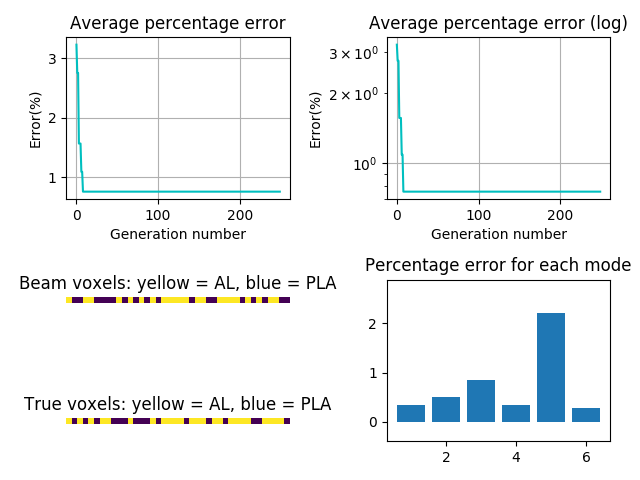 Average percentage error
Error(%)
3
2
1
0 100 200
Generation number
Average percentage error (log)
Error(%)
3 × 10⁰
2 × 10⁰
10⁰
0 100 200
Generation number
Beam voxels: yellow = AL, blue = PLA
True voxels: yellow = AL, blue = PLA
Percentage error for each mode
2
1
0
2 4 6